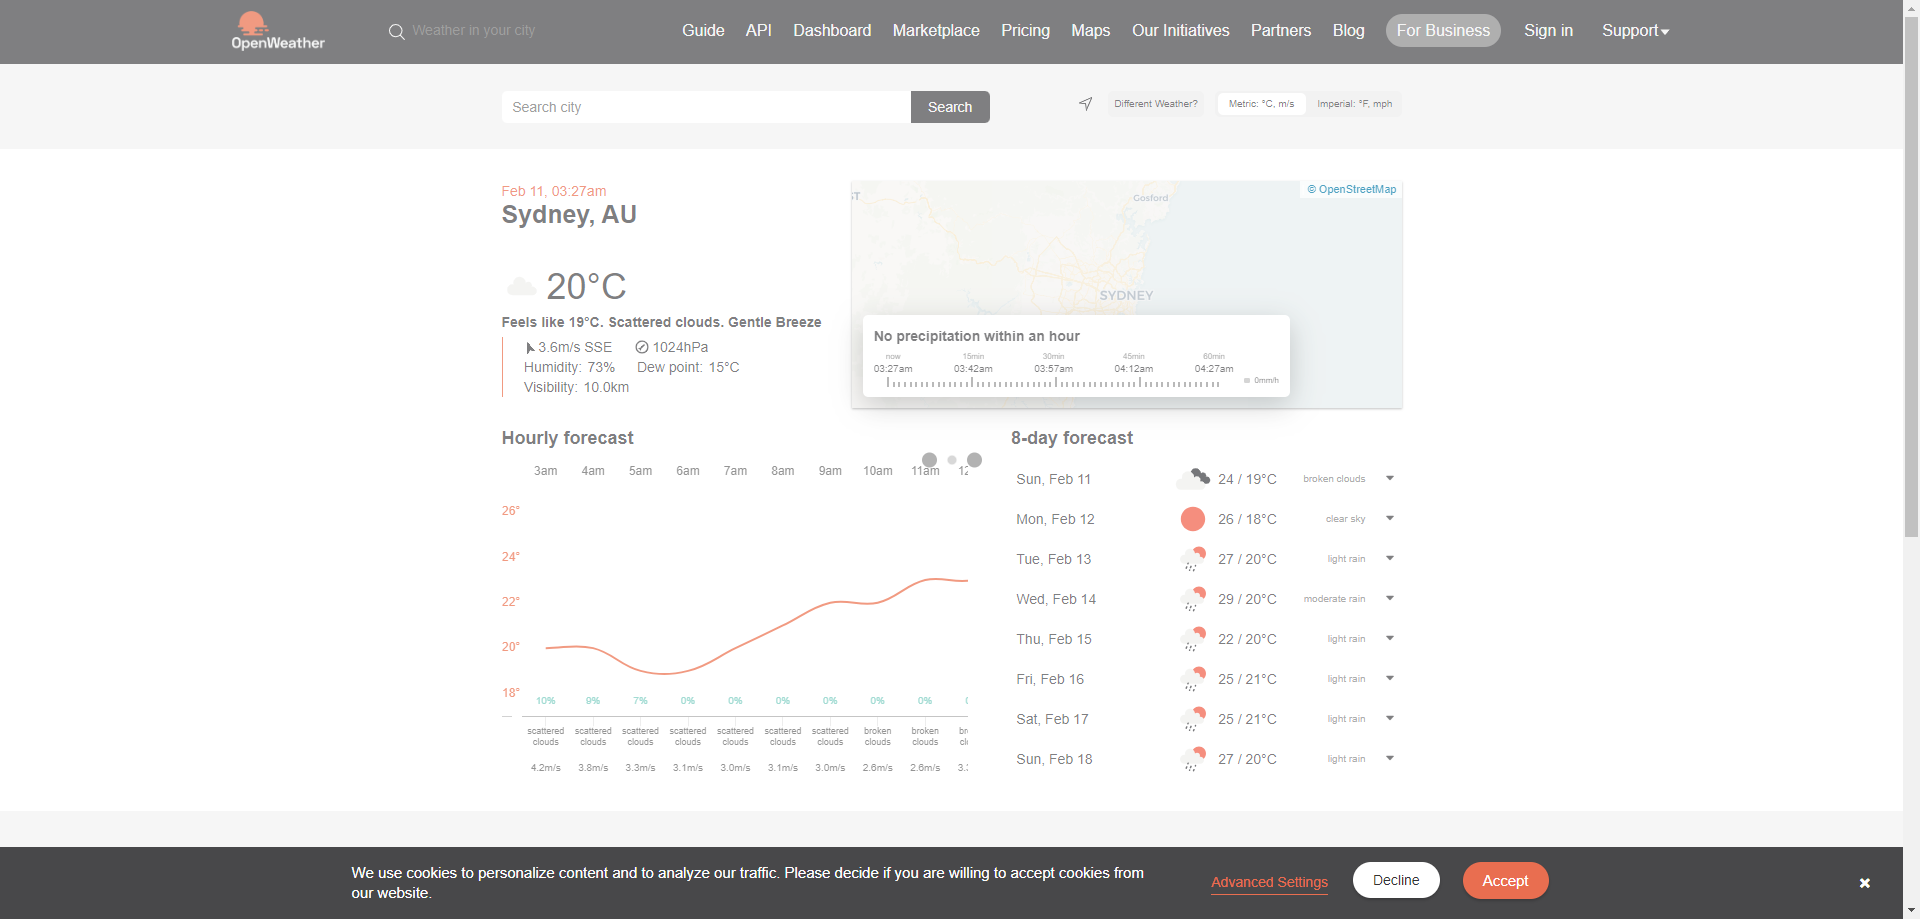 OpenWeather
Weather in your city
Guide API Dashboard Marketplace Pricing Maps Our Initiatives Partners Blog For Business Sign in Support
Search city Search
Different Weather? Metric: °C, m/s Imperial: °F, mph
Feb 11, 03:27am
Sydney, AU
20°C
Feels like 19°C. Scattered clouds. Gentle Breeze
3.6m/s SSE 1024hPa
Humidity: 73% Dew point: 15°C
Visibility: 10.0km
© OpenStreetMap
Gosford
SYDNEY
No precipitation within an hour
now 15min 30min 45min 60min
03:27am 03:42am 03:57am 04:12am 04:27am
0mm/h
Hourly forecast
3am 4am 5am 6am 7am 8am 9am 10am 11am
26°
24°
22°
20°
18°
10% 9% 7% 0% 0% 0% 0% 0% 0%
scattered scattered scattered scattered scattered scattered scattered broken broken
clouds clouds clouds clouds clouds clouds clouds clouds clouds
4.2m/s 3.8m/s 3.3m/s 3.1m/s 3.0m/s 3.1m/s 3.0m/s 2.6m/s 2.6m/s
8-day forecast
Sun, Feb 11 24 / 19°C broken clouds
Mon, Feb 12 26 / 18°C clear sky
Tue, Feb 13 27 / 20°C light rain
Wed, Feb 14 29 / 20°C moderate rain
Thu, Feb 15 22 / 20°C light rain
Fri, Feb 16 25 / 21°C light rain
Sat, Feb 17 25 / 21°C light rain
Sun, Feb 18 27 / 20°C light rain
We use cookies to personalize content and to analyze our traffic. Please decide if you are willing to accept cookies from
our website.
Advanced Settings Decline Accept